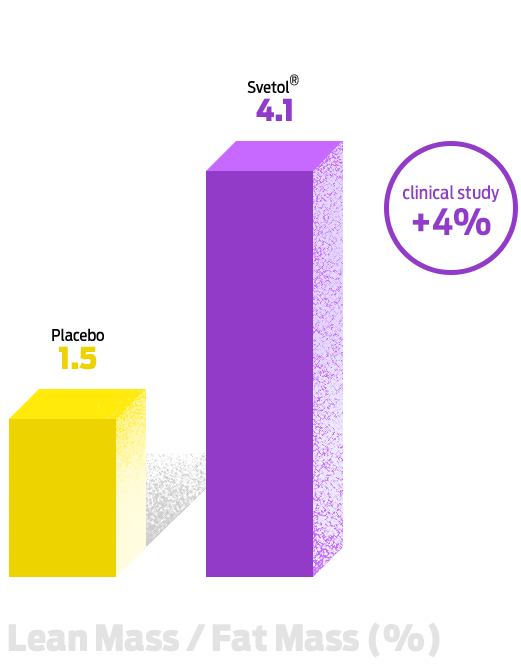 Svetol®
4.1
clinical study
+4%
Placebo
1.5
Lean Mass / Fat Mass (%)